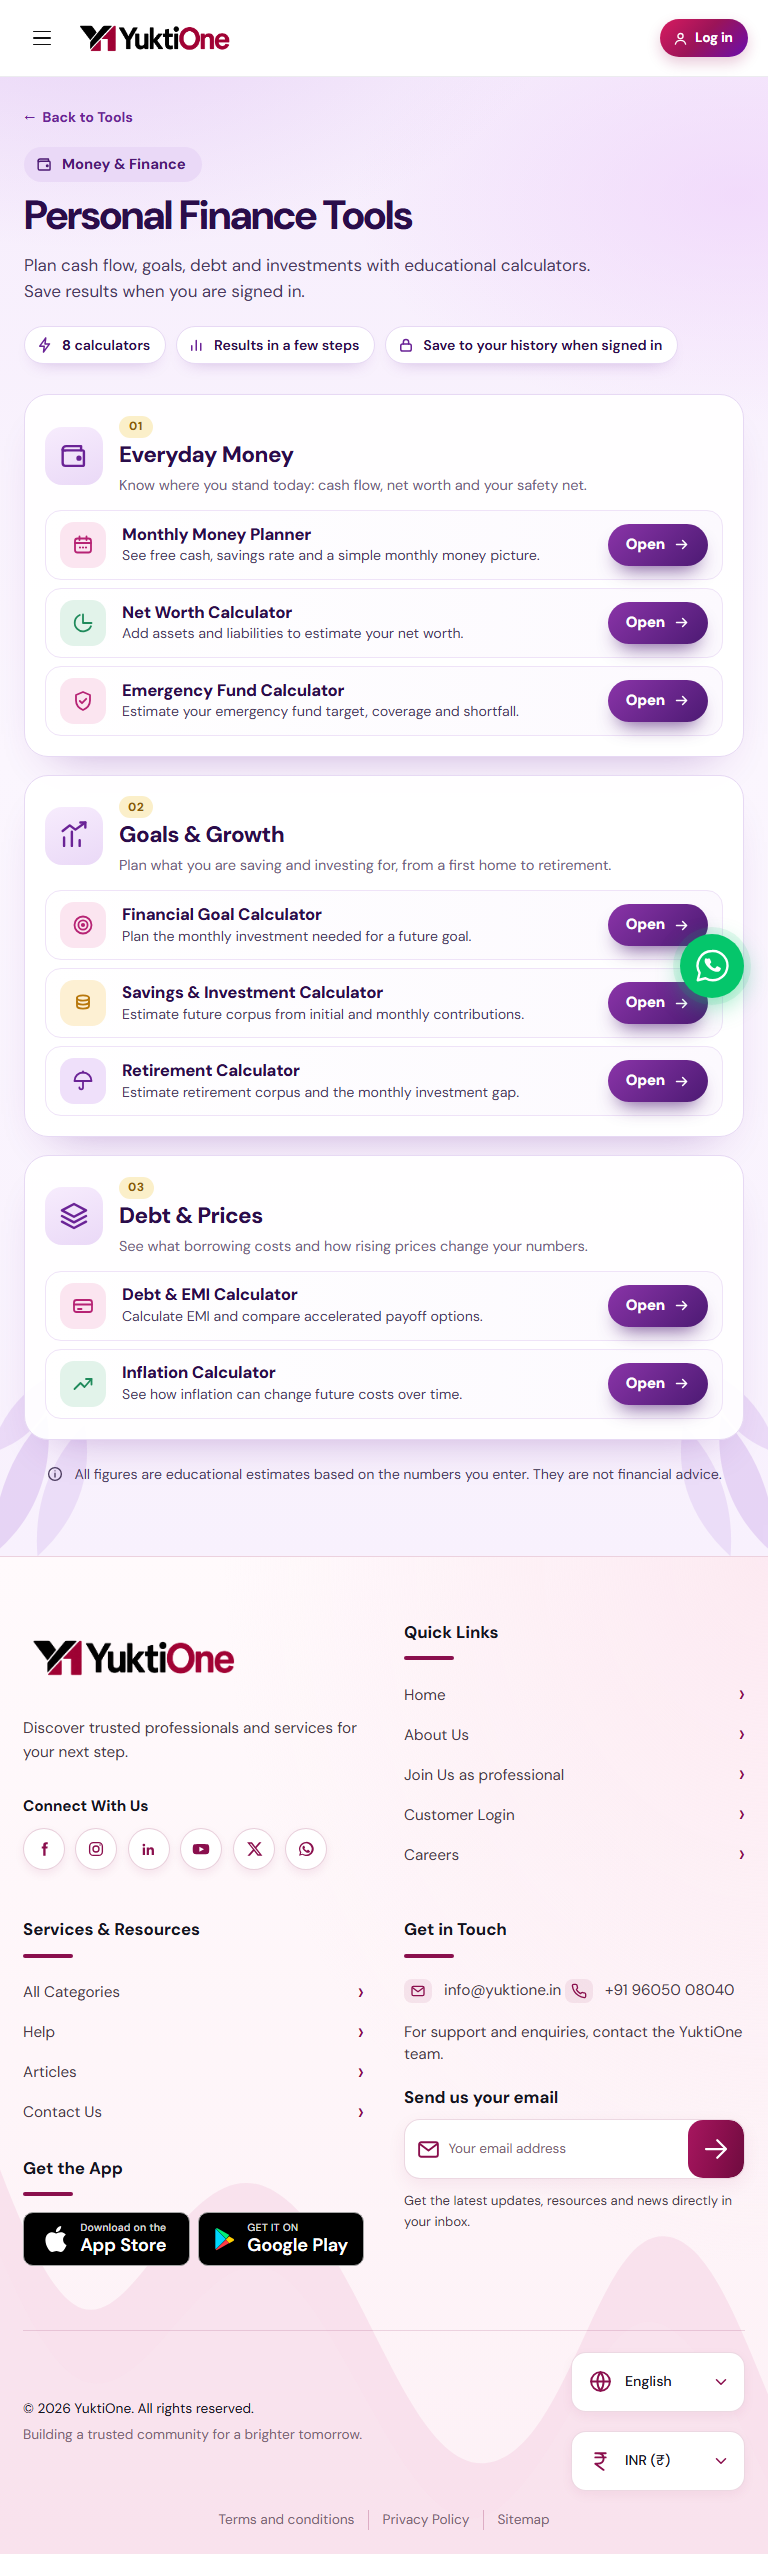 YuktiOne
Log in
← Back to Tools
Money & Finance
Personal Finance Tools
Plan cash flow, goals, debt and investments with educational calculators.
Save results when you are signed in.
8 calculators
Results in a few steps
Save to your history when signed in
01
Everyday Money
Know where you stand today: cash flow, net worth and your safety net.
Monthly Money Planner
See free cash, savings rate and a simple monthly money picture.
Open →
Net Worth Calculator
Add assets and liabilities to estimate your net worth.
Open →
Emergency Fund Calculator
Estimate your emergency fund target, coverage and shortfall.
Open →
02
Goals & Growth
Plan what you are saving and investing for, from a first home to retirement.
Financial Goal Calculator
Plan the monthly investment needed for a future goal.
Open →
Savings & Investment Calculator
Estimate future corpus from initial and monthly contributions.
Open →
Retirement Calculator
Estimate retirement corpus and the monthly investment gap.
Open →
03
Debt & Prices
See what borrowing costs and how rising prices change your numbers.
Debt & EMI Calculator
Calculate EMI and compare accelerated payoff options.
Open →
Inflation Calculator
See how inflation can change future costs over time.
Open →
All figures are educational estimates based on the numbers you enter. They are not financial advice.
YuktiOne
Discover trusted professionals and services for
your next step.
Connect With Us
Quick Links
Home
About Us
Join Us as professional
Customer Login
Careers
Services & Resources
All Categories
Help
Articles
Contact Us
Get the App
Download on the
App Store
GET IT ON
Google Play
Get in Touch
info@yuktione.in
+91 96050 08040
For support and enquiries, contact the YuktiOne
team.
Send us your email
Your email address
Get the latest updates, resources and news directly in
your inbox.
© 2026 YuktiOne. All rights reserved.
Building a trusted community for a brighter tomorrow.
English
₹ INR (₹)
Terms and conditions
Privacy Policy
Sitemap